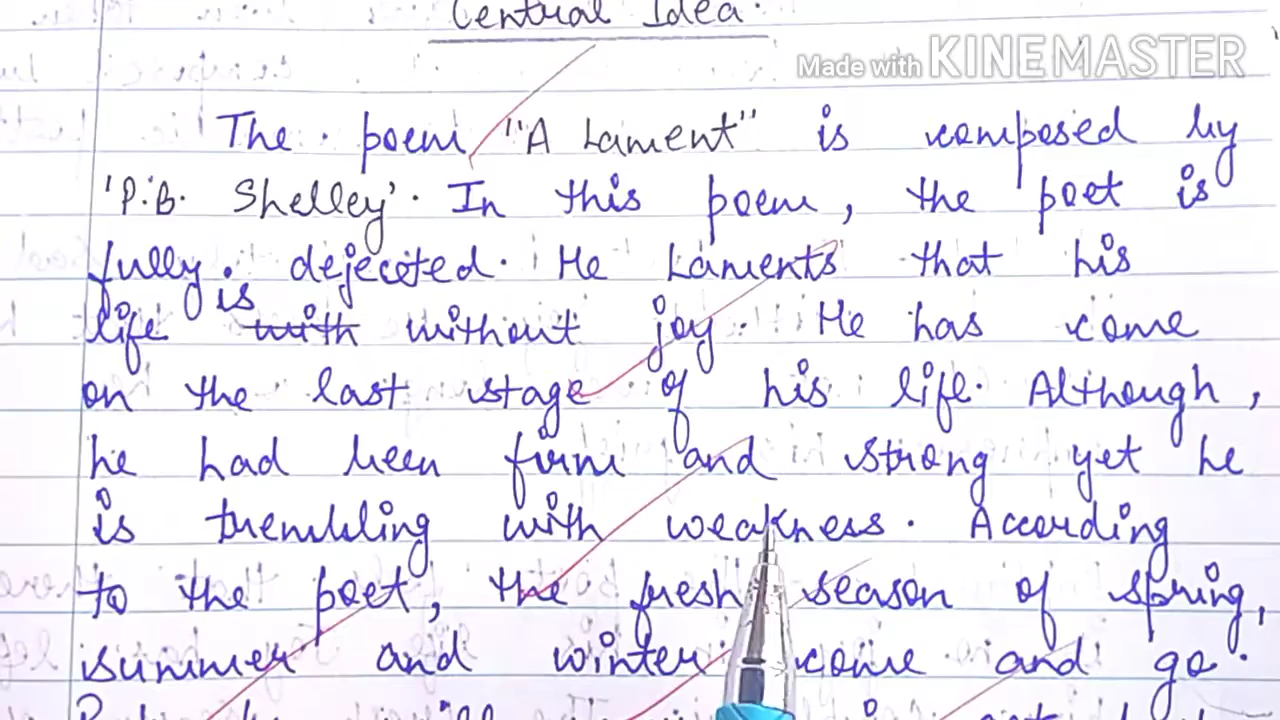 Central Idea.
Made with KINEMASTER
The poem "A Lament" is composed by
'P.B. Shelley'. In this poem, the poet is
fully dejected. He Laments that his
life is with without joy. He has come
on the last stage of his life. Although,
he had been firm and strong yet he
is trembling with weakness. According
to the poet, the fresh season of spring,
summer and winter come and go.